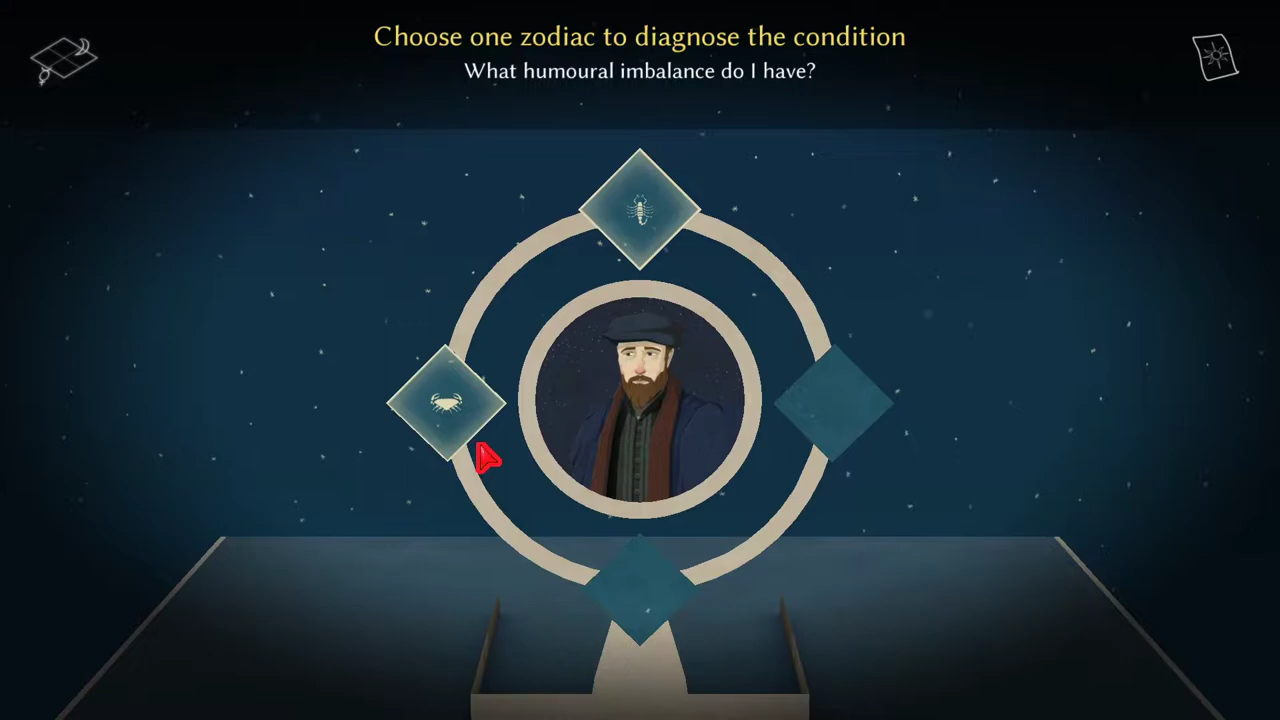 Choose one zodiac to diagnose the condition
What humoural imbalance do I have?